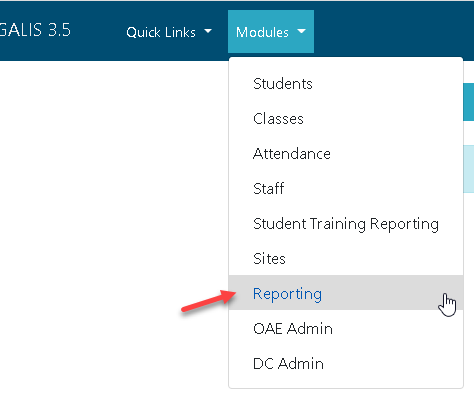 GALIS 3.5 Quick Links Modules
Students
Classes
Attendance
Staff
Student Training Reporting
Sites
Reporting
OAE Admin
DC Admin